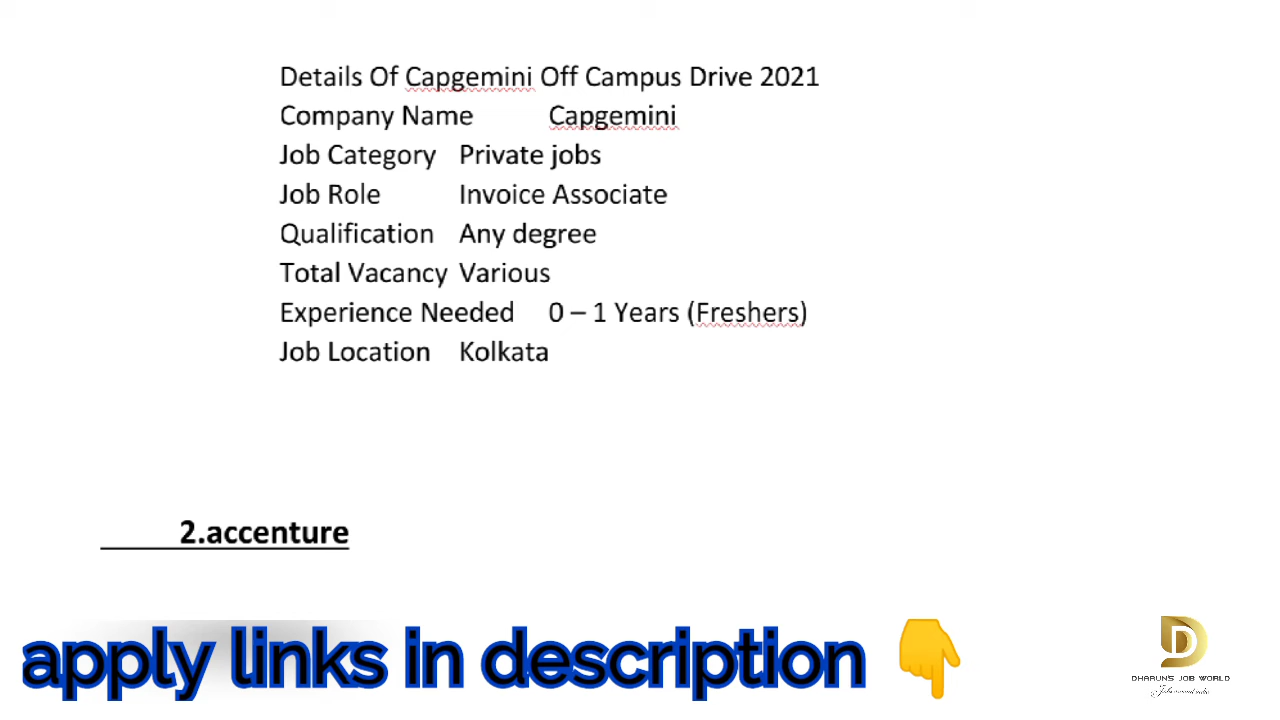 Details Of Capgemini Off Campus Drive 2021
Company Name Capgemini
Job Category Private jobs
Job Role Invoice Associate
Qualification Any degree
Total Vacancy Various
Experience Needed 0 – 1 Years (Freshers)
Job Location Kolkata
2.accenture
apply links in description
D
DHARUN'S JOB WORLD